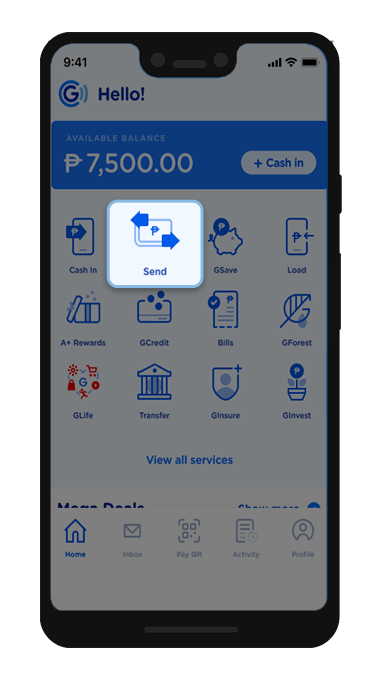 9:41
G
Hello!
AVAILABLE BALANCE
₱7,500.00
+ Cash in
₱ ₱ ₱ ₱
Cash In Send GSave Load
₱
A+ Rewards GCredit Bills GForest
G ₱
GLife Transfer GInsure GInvest
View all services
Mega Deals Show more
Home Inbox Pay QR Activity Profile